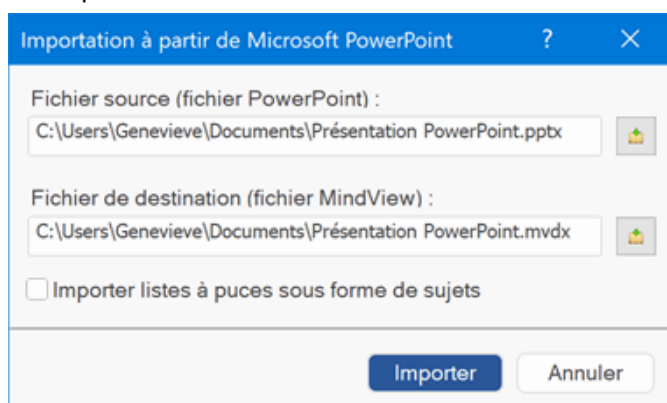 Importation à partir de Microsoft PowerPoint ? ×
Fichier source (fichier PowerPoint) :
C:\Users\Genevieve\Documents\Présentation PowerPoint.pptx
Fichier de destination (fichier MindView) :
C:\Users\Genevieve\Documents\Présentation PowerPoint.mvdx
Importer listes à puces sous forme de sujets
Importer Annuler